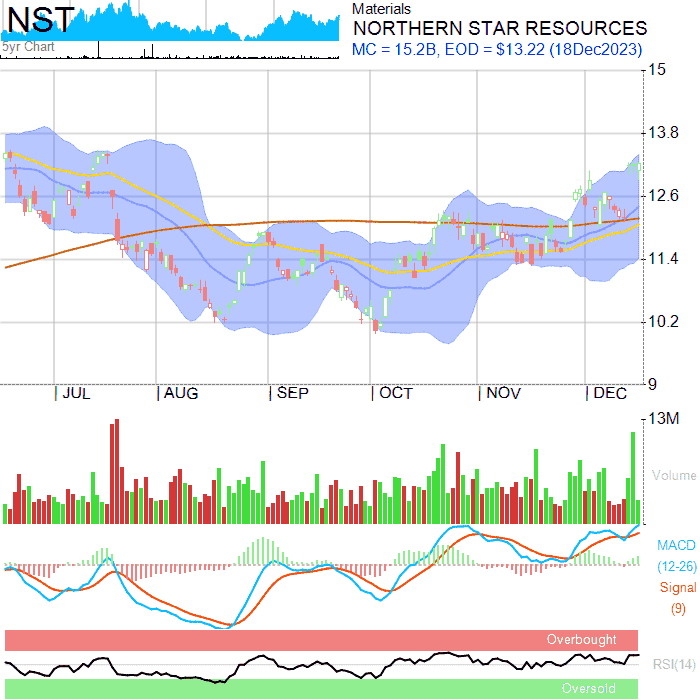 NST
5yr Chart
Materials
NORTHERN STAR RESOURCES
MC = 15.2B, EOD = $13.22 (18Dec2023)
15
13.8
12.6
11.4
10.2
9
JUL AUG SEP OCT NOV DEC
13M
Volume
MACD
(12-26)
Signal
(9)
Overbought
RSI(14)
Oversold